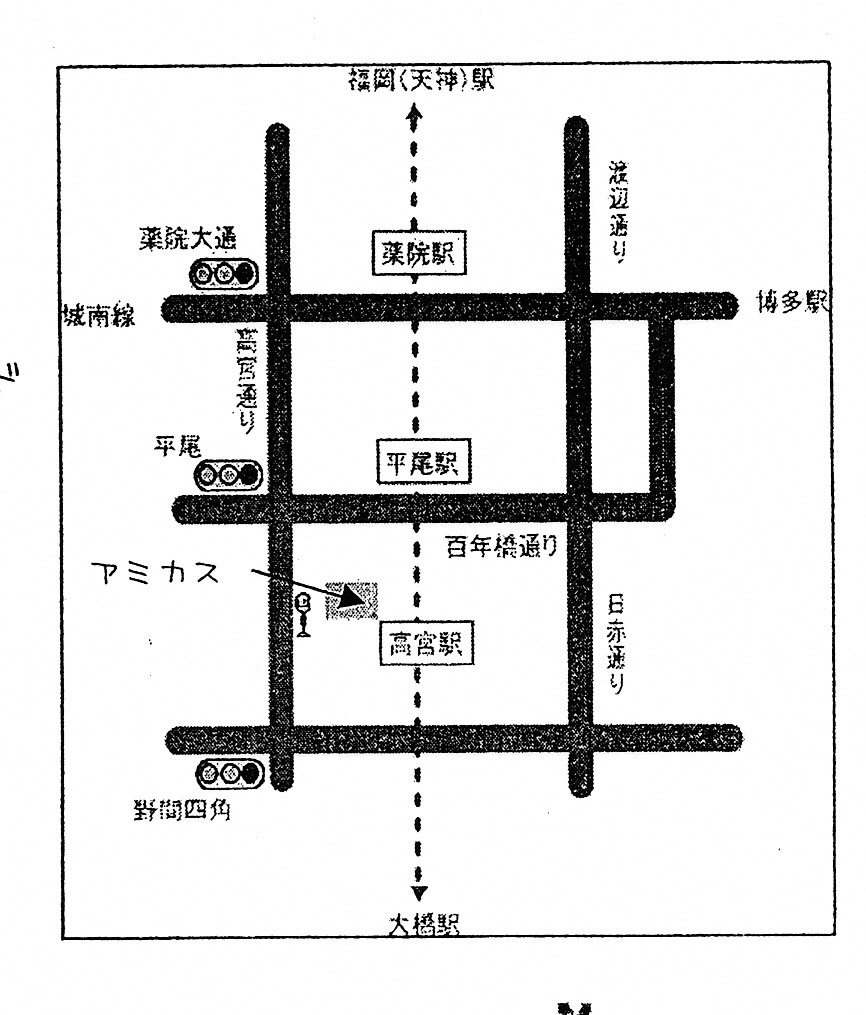 福岡(天神)駅
渡辺通り
薬院大通
薬院駅
城南線
博多駅
高宮通り
平尾
平尾駅
百年橋通り
アミカス
日赤通り
高宮駅
野間四角
大橋駅